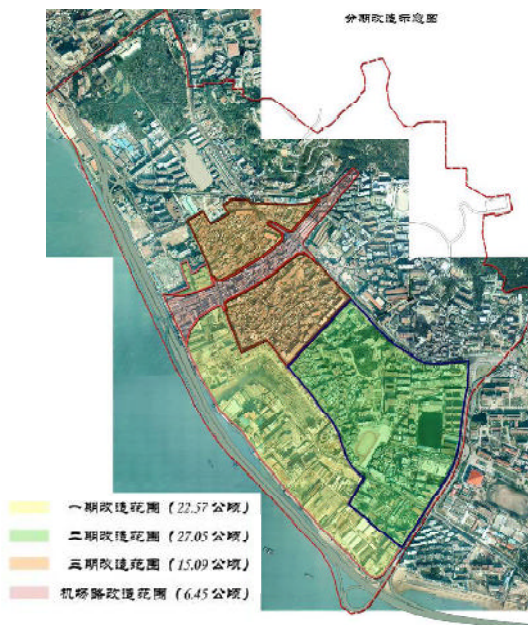 分期改造示意图
一期改造范围（22.57公顷）
二期改造范围（27.05公顷）
三期改造范围（15.09公顷）
机场路改造范围（6.45公顷）